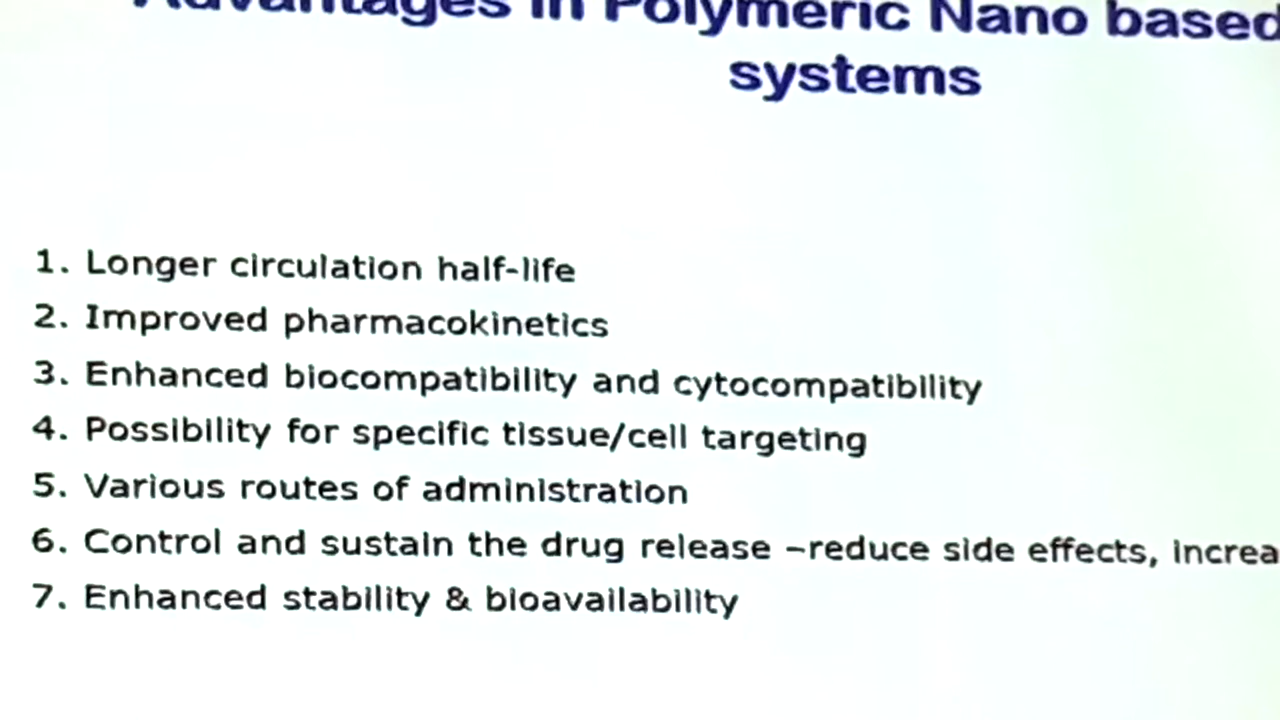 Advantages in Polymeric Nano based
systems
1. Longer circulation half-life
2. Improved pharmacokinetics
3. Enhanced biocompatibility and cytocompatibility
4. Possibility for specific tissue/cell targeting
5. Various routes of administration
6. Control and sustain the drug release –reduce side effects,
7. Enhanced stability & bioavailability